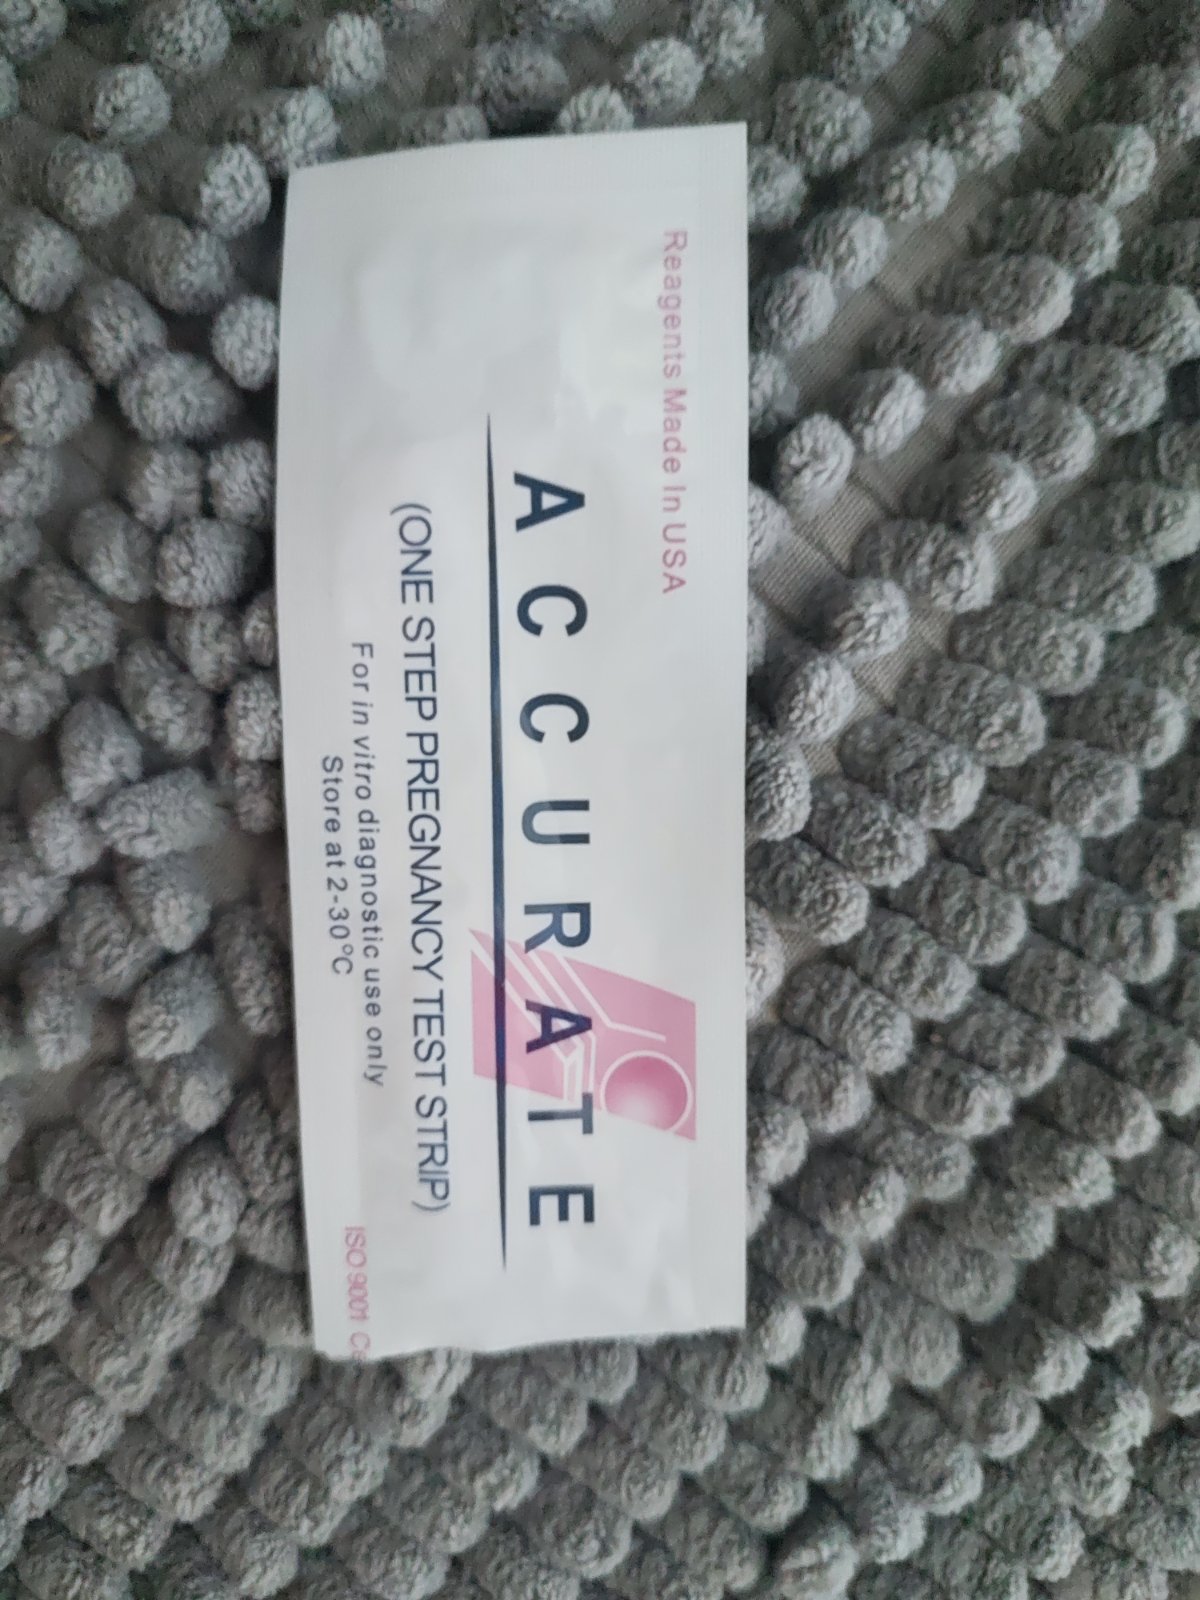 Reagents Made In USA
ACCURATE
(ONE STEP PREGNANCY TEST STRIP)
For in vitro diagnostic use only
Store at 2-30°C
ISO 9001